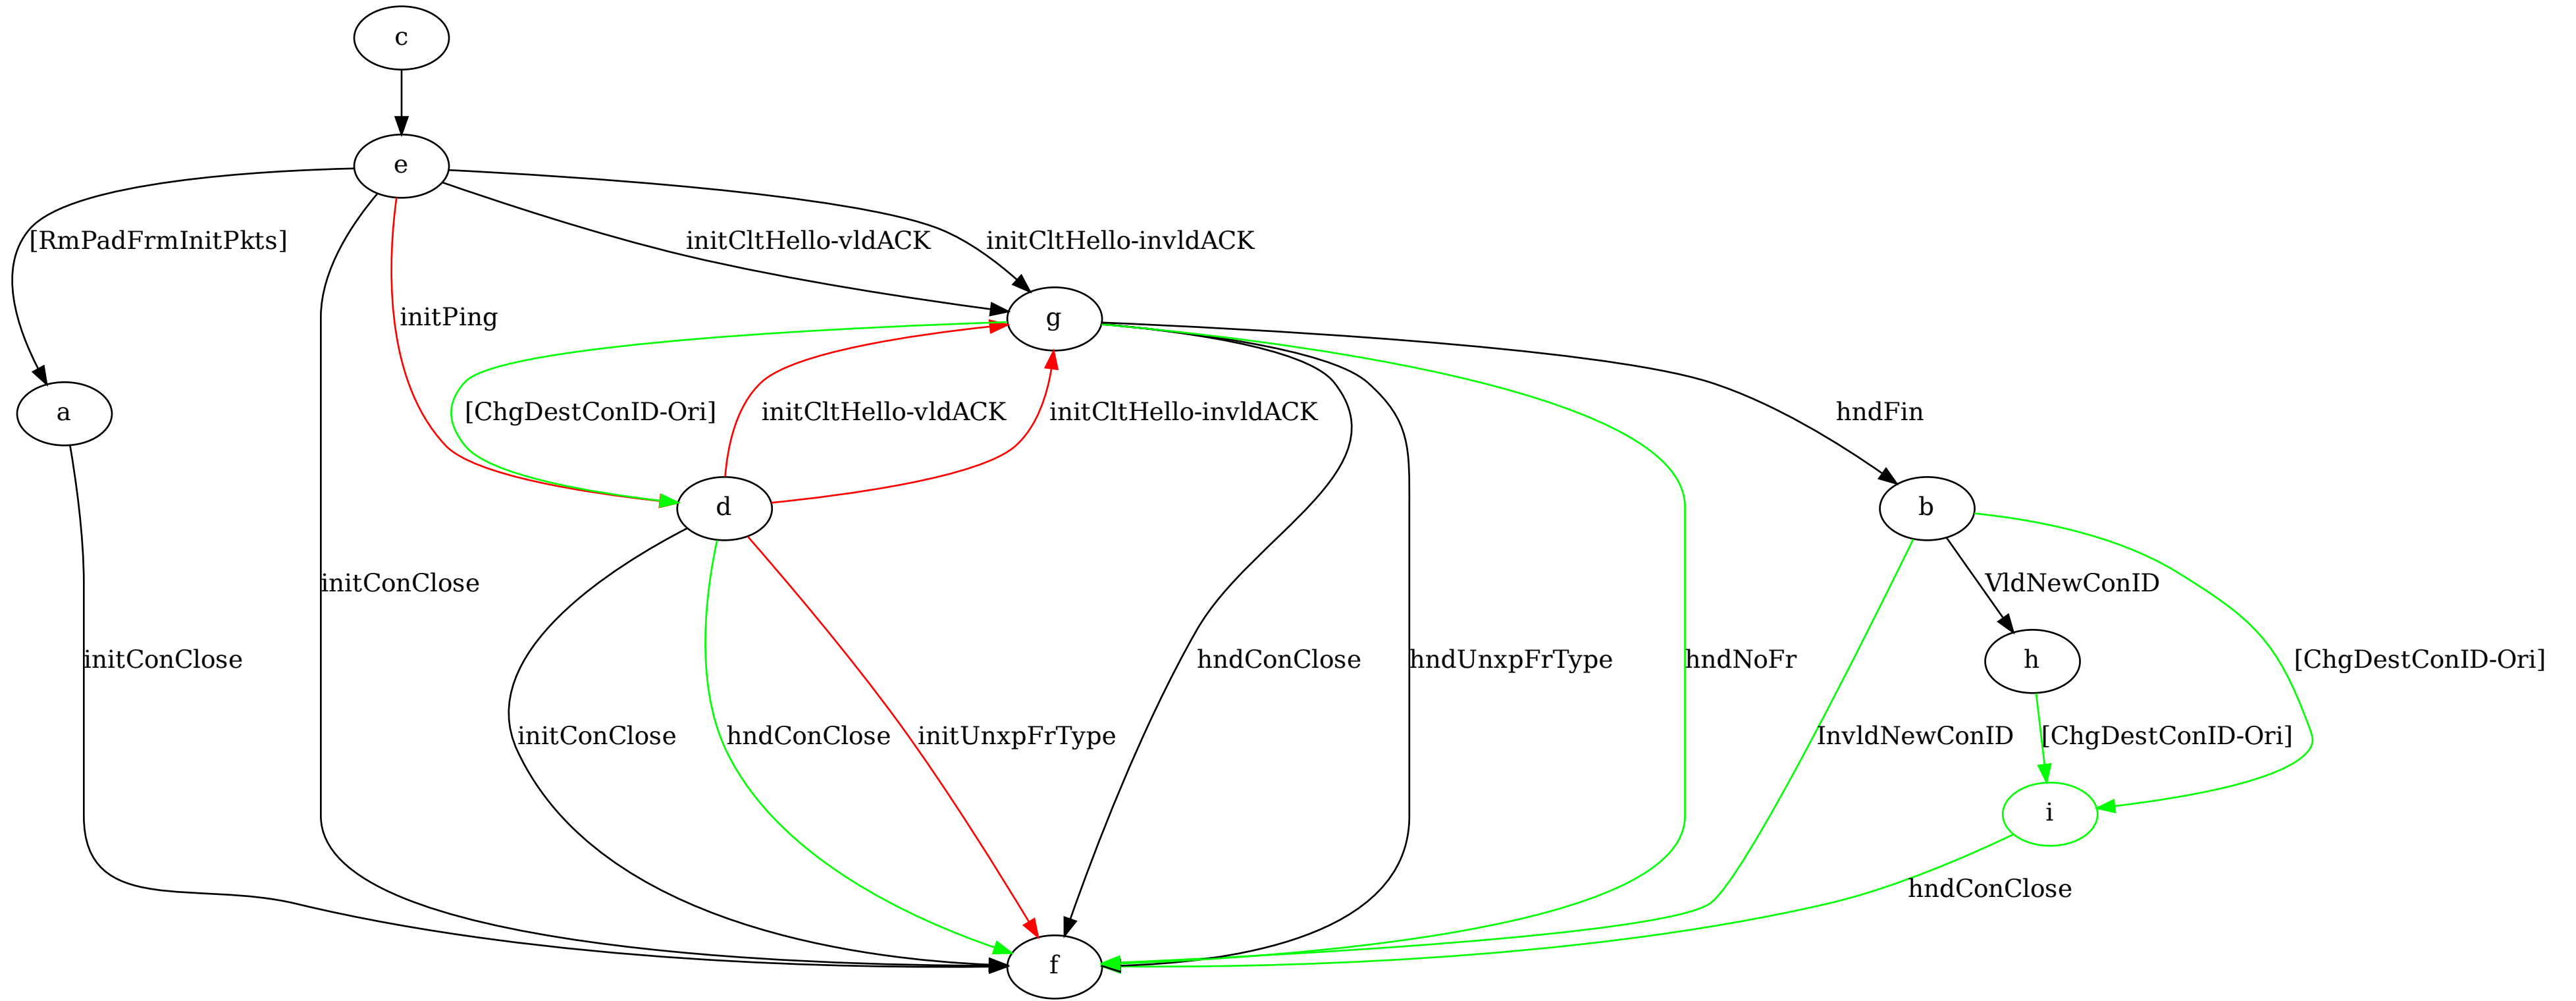 c
e
[RmPadFrmInitPkts]
initCltHello-vldACK
initCltHello-invldACK
initPing
g
a
[ChgDestConID-Ori]
initCltHello-vldACK
initCltHello-invldACK
hndFin
d
b
initConClose
VldNewConID
initConClose
hndConClose
hndUnxpFrType
hndNoFr
h
[ChgDestConID-Ori]
initConClose
hndConClose
initUnxpFrType
InvldNewConID
[ChgDestConID-Ori]
i
hndConClose
f